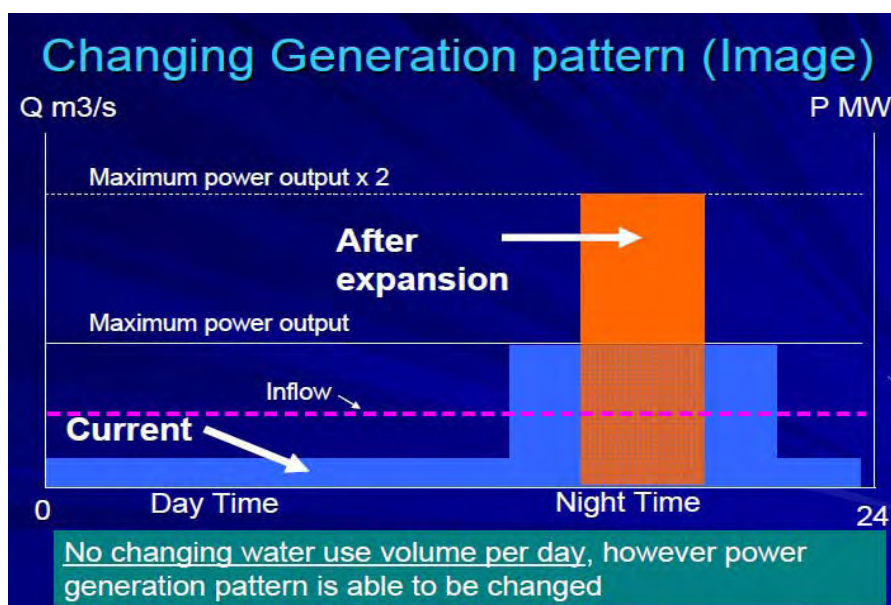 Changing Generation pattern (Image)
Q m3/s
P MW
Maximum power output x 2
After
expansion
Maximum power output
Inflow
Current
0
Day Time
Night Time
24
No changing water use volume per day, however power
generation pattern is able to be changed